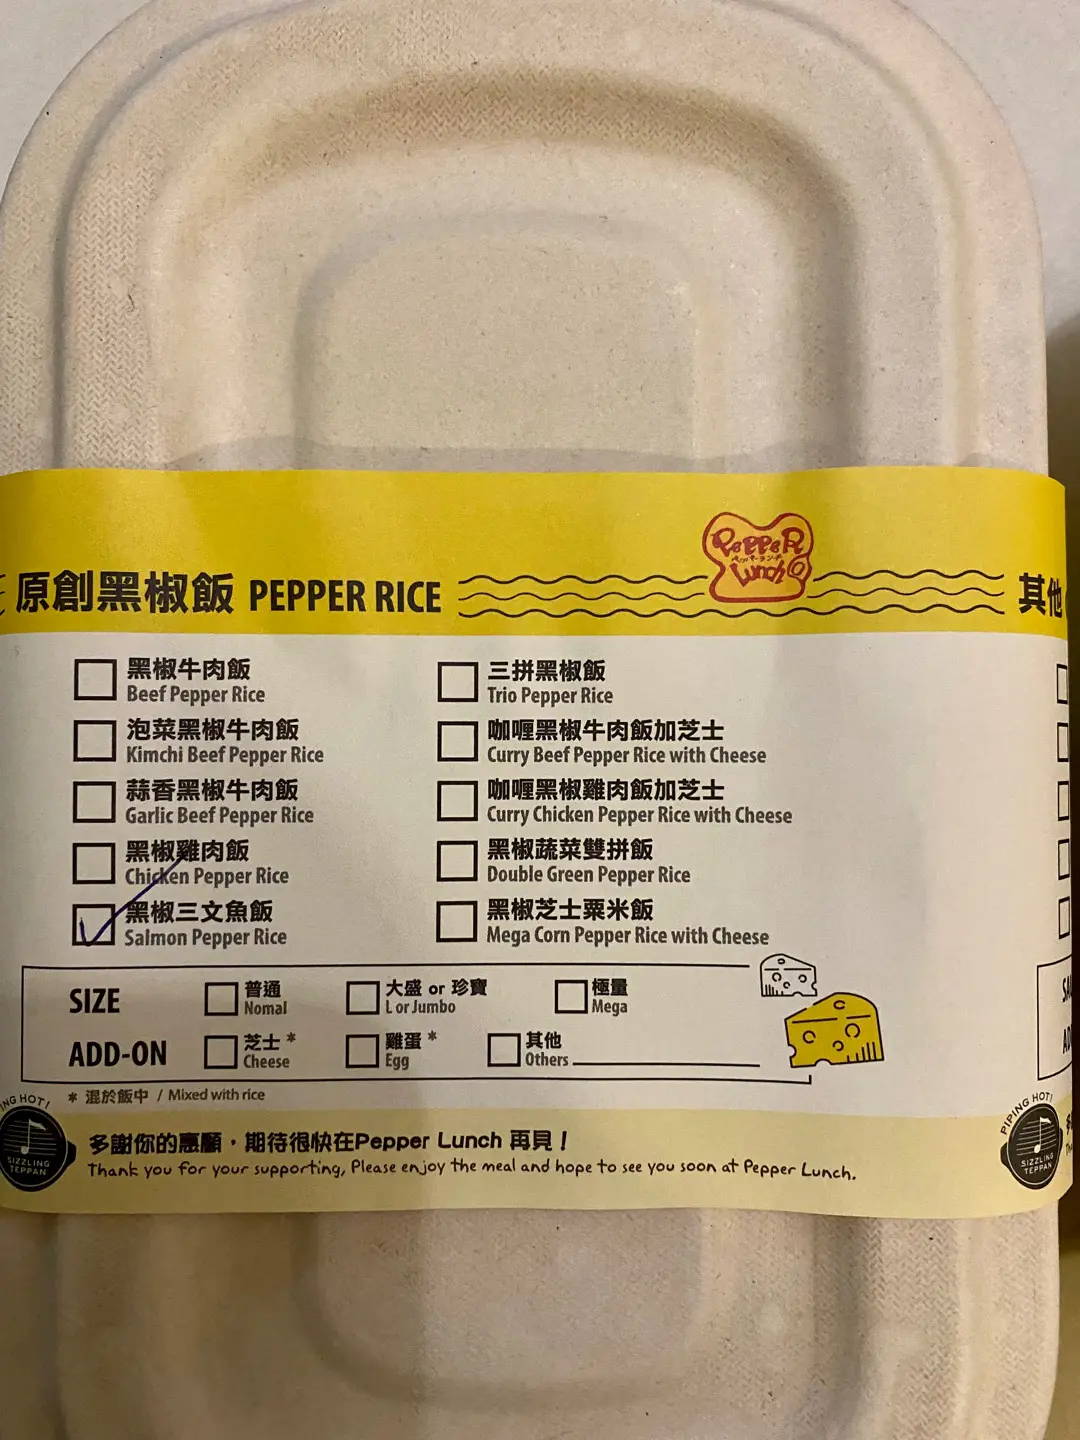 原創黑椒飯 PEPPER RICE
PePPeR
ペッパーランチ
Lunch
其他
黑椒牛肉飯
Beef Pepper Rice
泡菜黑椒牛肉飯
Kimchi Beef Pepper Rice
蒜香黑椒牛肉飯
Garlic Beef Pepper Rice
黑椒雞肉飯
Chicken Pepper Rice
黑椒三文魚飯
Salmon Pepper Rice
三拼黑椒飯
Trio Pepper Rice
咖喱黑椒牛肉飯加芝士
Curry Beef Pepper Rice with Cheese
咖喱黑椒雞肉飯加芝士
Curry Chicken Pepper Rice with Cheese
黑椒蔬菜雙拼飯
Double Green Pepper Rice
黑椒芝士粟米飯
Mega Corn Pepper Rice with Cheese
SIZE
普通
Nomal
大盛 or 珍寶
L or Jumbo
極量
Mega
ADD-ON
芝士*
Cheese
雞蛋*
Egg
其他
Others
* 混於飯中 / Mixed with rice
HOT!
SIZZLING
TEPPAN
多謝你的惠顧，期待很快在Pepper Lunch 再見！
Thank you for your supporting, Please enjoy the meal and hope to see you soon at Pepper Lunch.
PIPING HOT!
SIZZLING
TEPPAN